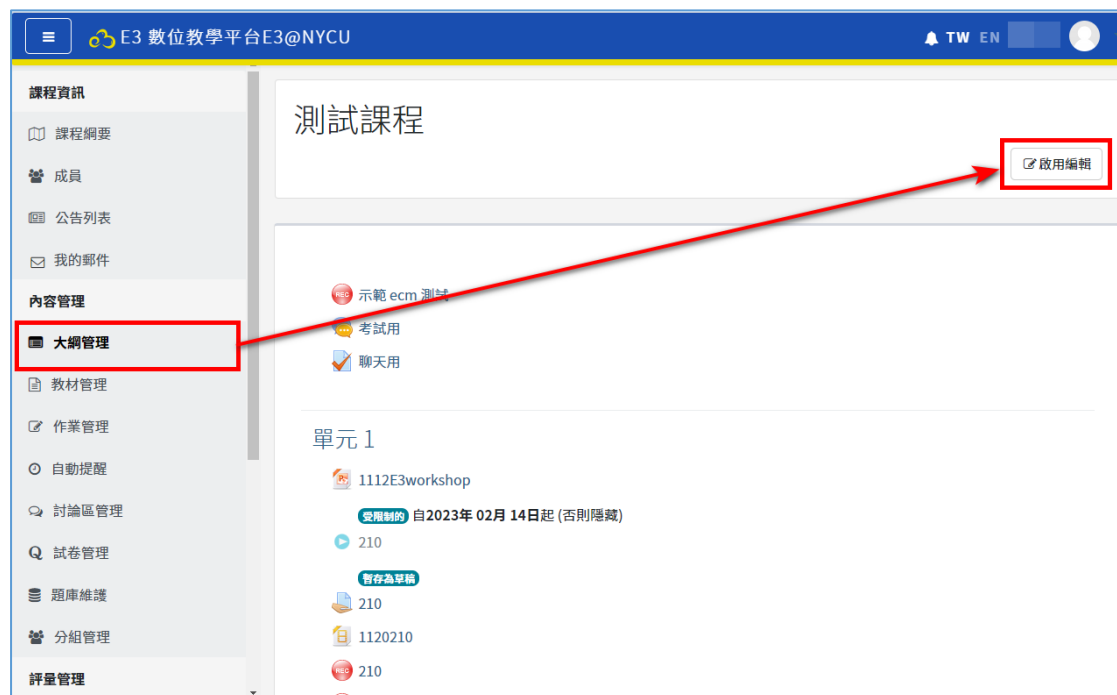 E3 數位教學平台E3@NYCU
TW EN
課程資訊
課程綱要
成員
公告列表
我的郵件
內容管理
大綱管理
教材管理
作業管理
自動提醒
討論區管理
試卷管理
題庫維護
分組管理
評量管理
測試課程
啟用編輯
REC 示範 ecm 測試
考試用
聊天用
單元 1
1112E3workshop
受限制的 自2023年 02月 14日起 (否則隱藏)
210
暫存為草稿
210
1120210
REC 210